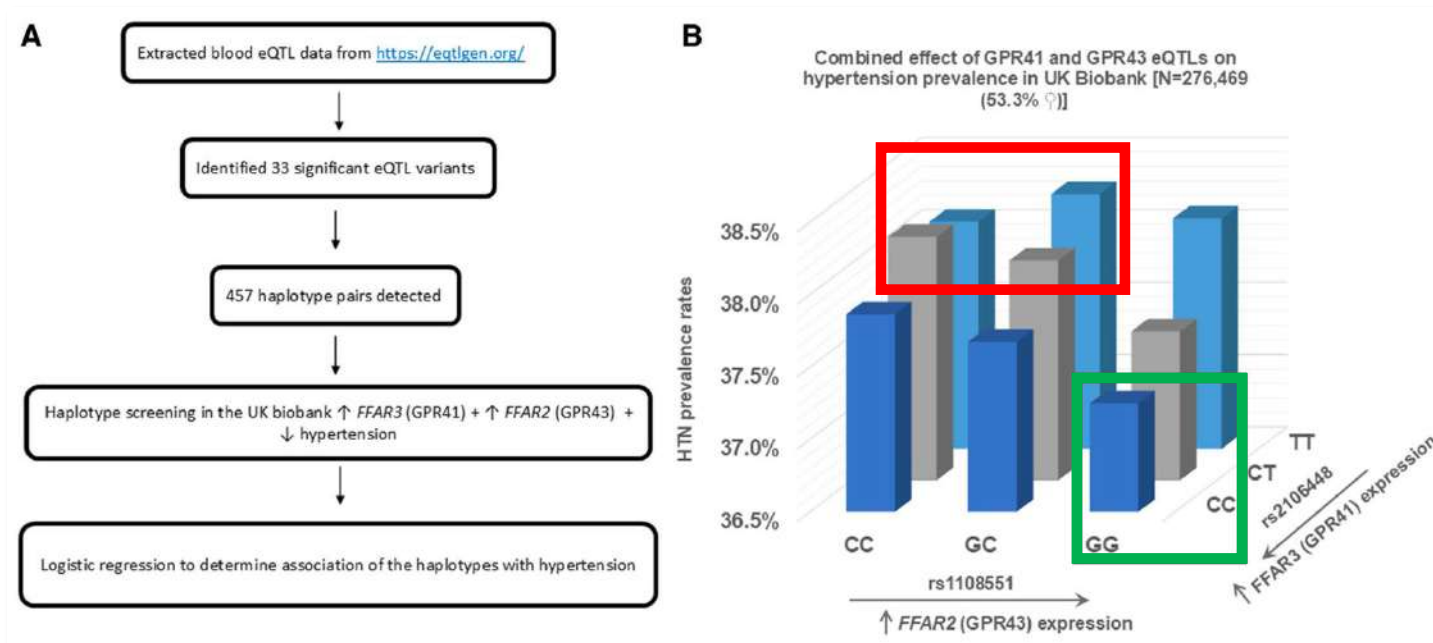 A
Extracted blood eQTL data from https://eqtlgen.org/
Identified 33 significant eQTL variants
457 haplotype pairs detected
Haplotype screening in the UK biobank ↑ FFAR3 (GPR41) + ↑ FFAR2 (GPR43) +
↓ hypertension
Logistic regression to determine association of the haplotypes with hypertension
B
Combined effect of GPR41 and GPR43 eQTLs on
hypertension prevalence in UK Biobank [N=276,469
(53.3% ♀)]
HTN prevalence rates
38.5%
38.0%
37.5%
37.0%
36.5%
CC
GC
GG
rs1108551
↑ FFAR2 (GPR43) expression
TT
CT
CC
rs2106448
↑ FFAR3 (GPR41) expression